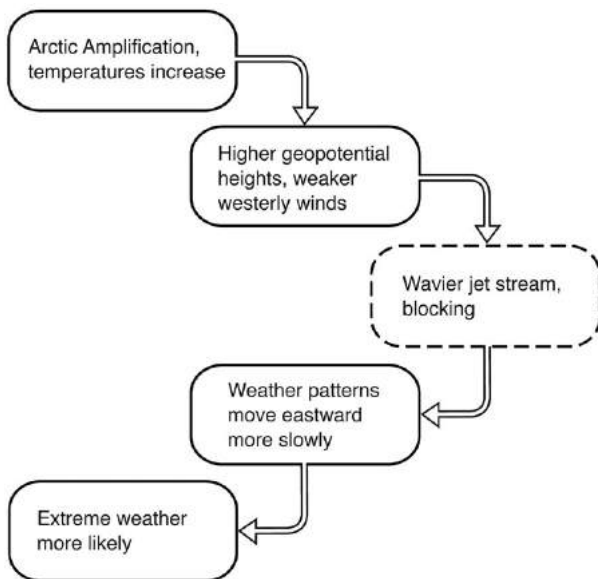 Arctic Amplification,
temperatures increase
Higher geopotential
heights, weaker
westerly winds
Wavier jet stream,
blocking
Weather patterns
move eastward
more slowly
Extreme weather
more likely